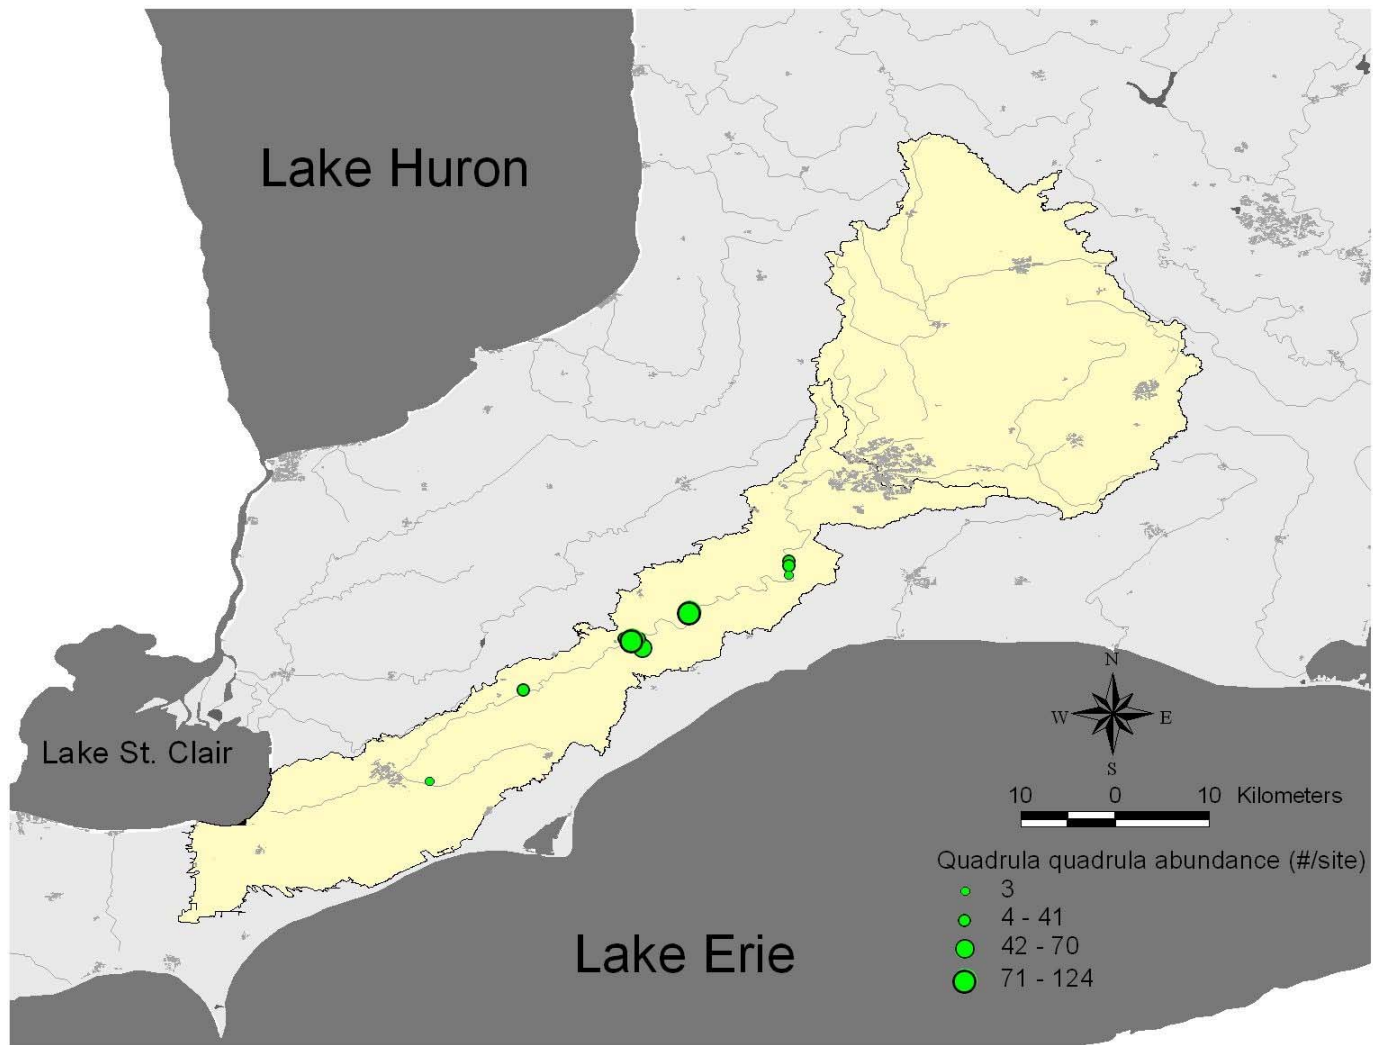 Lake Huron
Lake St. Clair
N
W E
S
10 0 10 Kilometers
Quadrula quadrula abundance (#/site)
3
4 - 41
42 - 70
71 - 124
Lake Erie